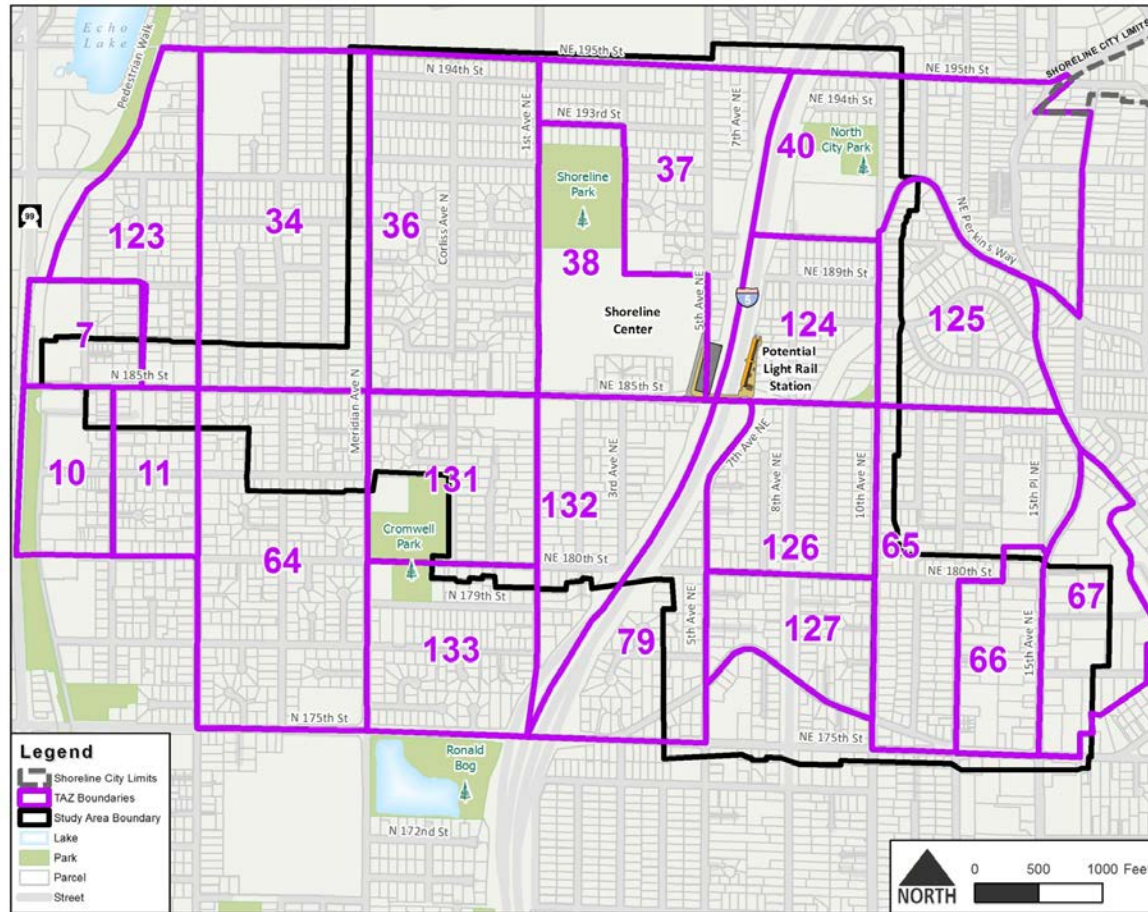 Echo
Lake
Pedestrian Walk
NE 195th St
N 194th St
NE 195th St
SHORELINE CITY LIMITS
1st Ave NE
NE 193rd St
7th Ave NE
NE 194th St
40
North
City Park
Shoreline
Park
37
99
123
34
36
Corliss Ave N
38
NE Perkins Way
NE 189th St
5th Ave NE
5
Shoreline
Center
124
125
7
Potential
Light Rail
Station
N 185th St
NE 185th St
Meridian Ave N
10
11
131
132
3rd Ave NE
7th Ave NE
8th Ave NE
10th Ave NE
15th Pl NE
Cromwell
Park
64
NE 180th St
126
65
NE 180th St
N 179th St
67
133
79
5th Ave NE
127
66
15th Ave NE
N 175th St
NE 175th St
Ronald
Bog
N 172nd St
Legend
Shoreline City Limits
TAZ Boundaries
Study Area Boundary
Lake
Park
Parcel
Street
NORTH
0 500 1000 Feet